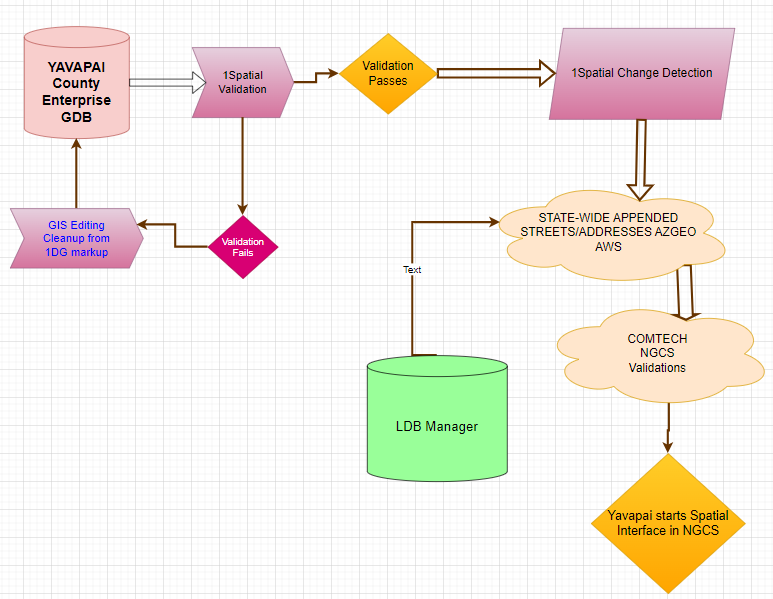 YAVAPAI
County
Enterprise
GDB
1Spatial
Validation
Validation
Passes
1Spatial Change Detection
GIS Editing
Cleanup from
1DG markup
Validation
Fails
STATE-WIDE APPENDED
STREETS/ADDRESSES AZGEO
AWS
Text
COMTECH
NGCS
Validations
LDB Manager
Yavapai starts Spatial
Interface in NGCS